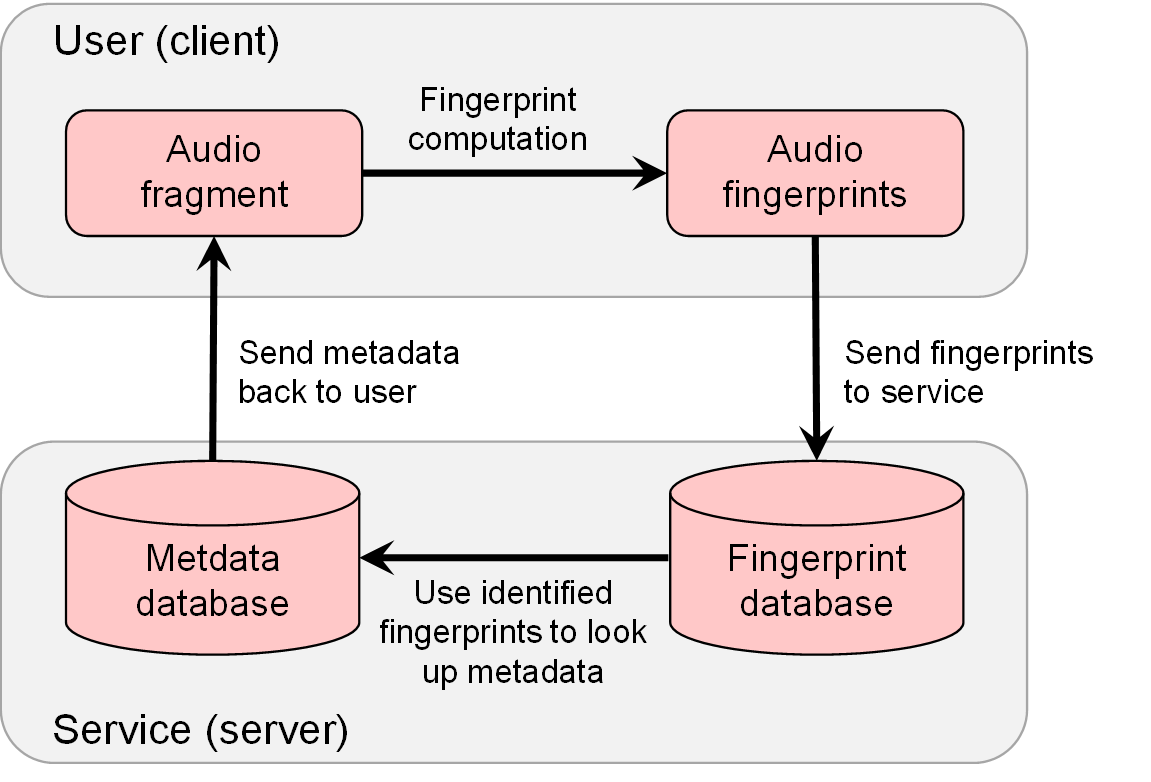 User (client)
Fingerprint
computation
Audio
fragment
Audio
fingerprints
Send metadata
back to user
Send fingerprints
to service
Metdata
database
Use identified
fingerprints to look
up metadata
Fingerprint
database
Service (server)